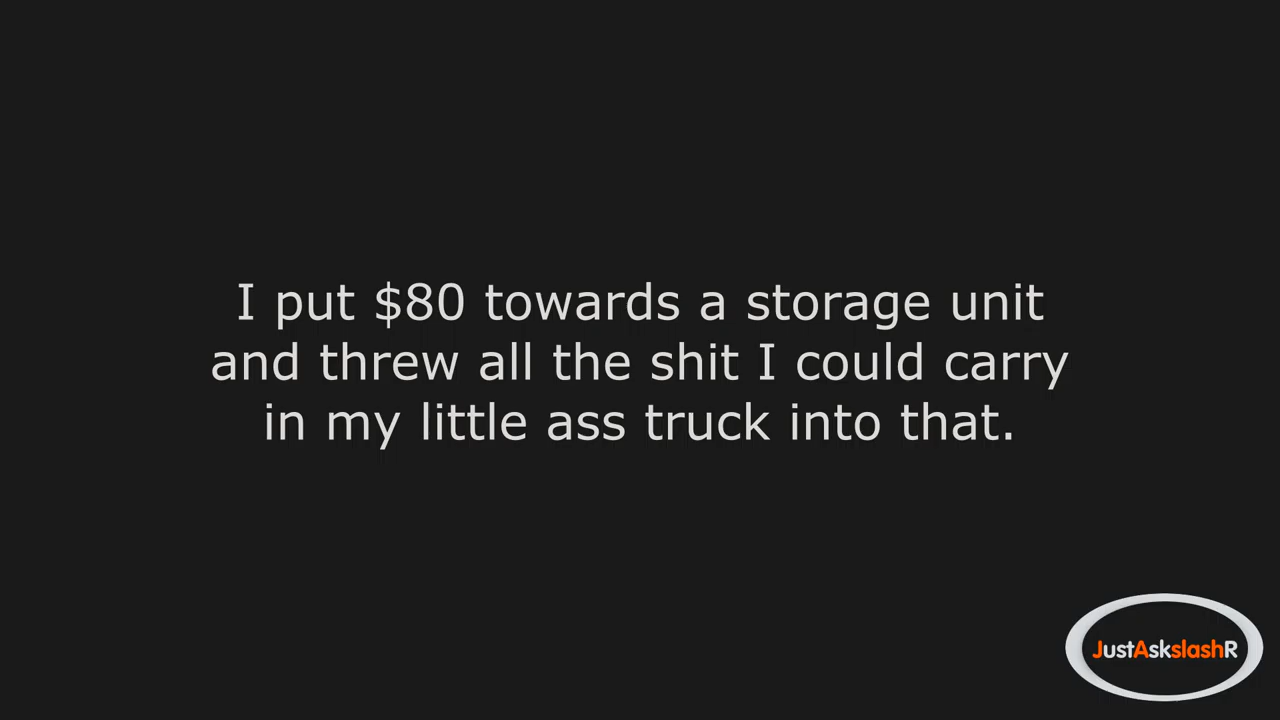 I put $80 towards a storage unit
and threw all the shit I could carry
in my little ass truck into that.
JustAskslashR